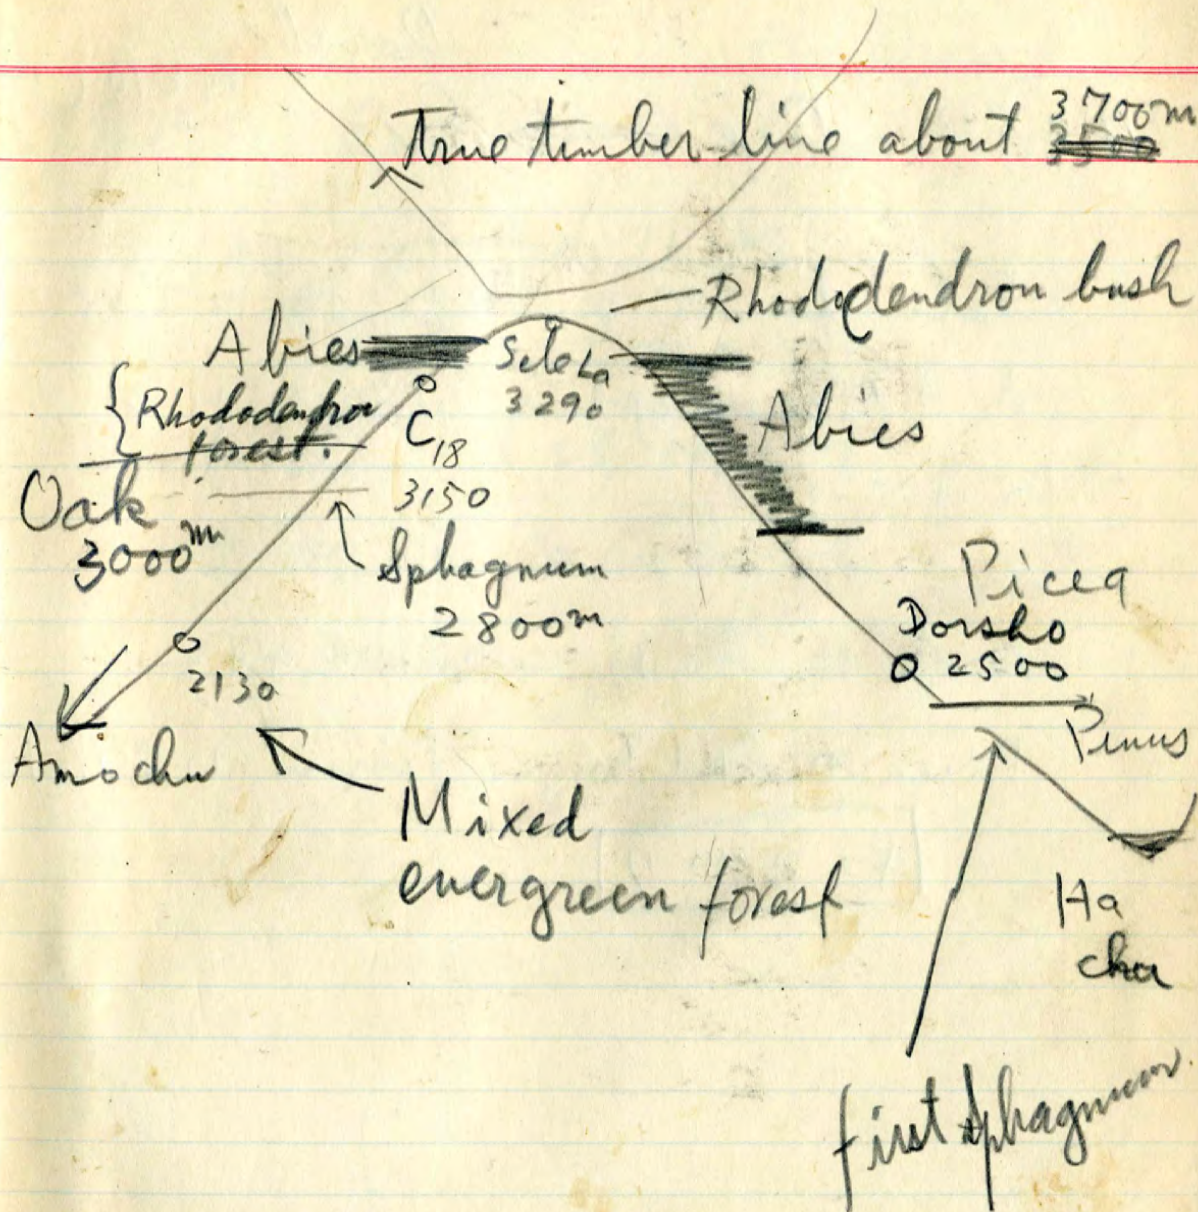 True timber-line about 3700m
3500
Rhododendron bush
Abies
Sele La
3290
Rhododendron
forest.
Abies
C18
3150
Oak
3000m
Sphagnum
2800m
Picea
Dorsho
2500
2130
Pinus
Amo chu
Mixed
evergreen forest
Ha
chu
first sphagnum.